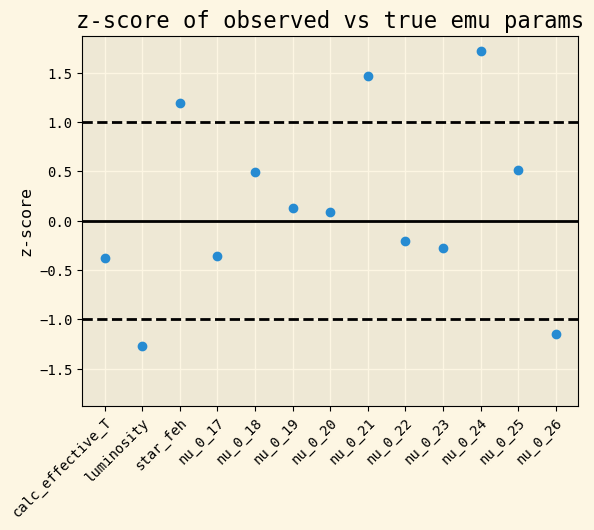 z-score of observed vs true emu params
z-score
1.5
1.0
0.5
0.0
−0.5
−1.0
−1.5
calc_effective_T
luminosity
star_feh
nu_0_17
nu_0_18
nu_0_19
nu_0_20
nu_0_21
nu_0_22
nu_0_23
nu_0_24
nu_0_25
nu_0_26